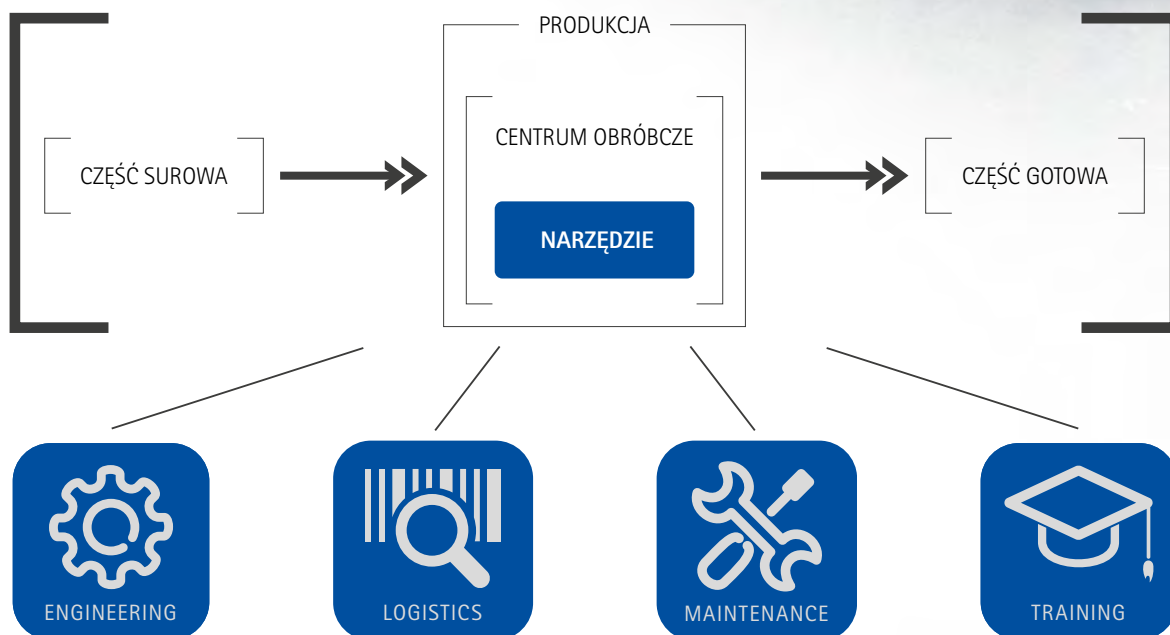 PRODUKCJA
CENTRUM OBRÓBCZE
CZĘŚĆ SUROWA
CZĘŚĆ GOTOWA
NARZĘDZIE
ENGINEERING
LOGISTICS
MAINTENANCE
TRAINING